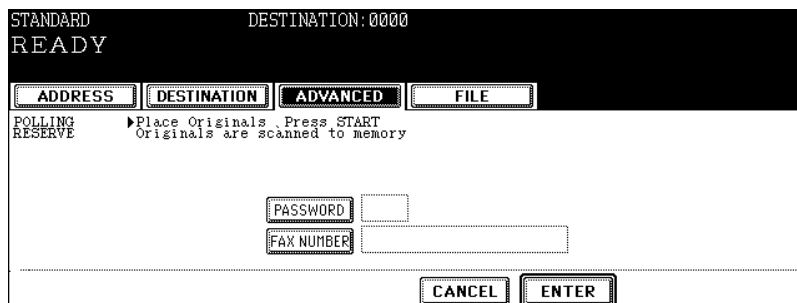 STANDARD DESTINATION:0000
READY
ADDRESS DESTINATION ADVANCED FILE
POLLING ▶Place Originals、Press START
RESERVE Originals are scanned to memory
PASSWORD
FAX NUMBER
CANCEL ENTER